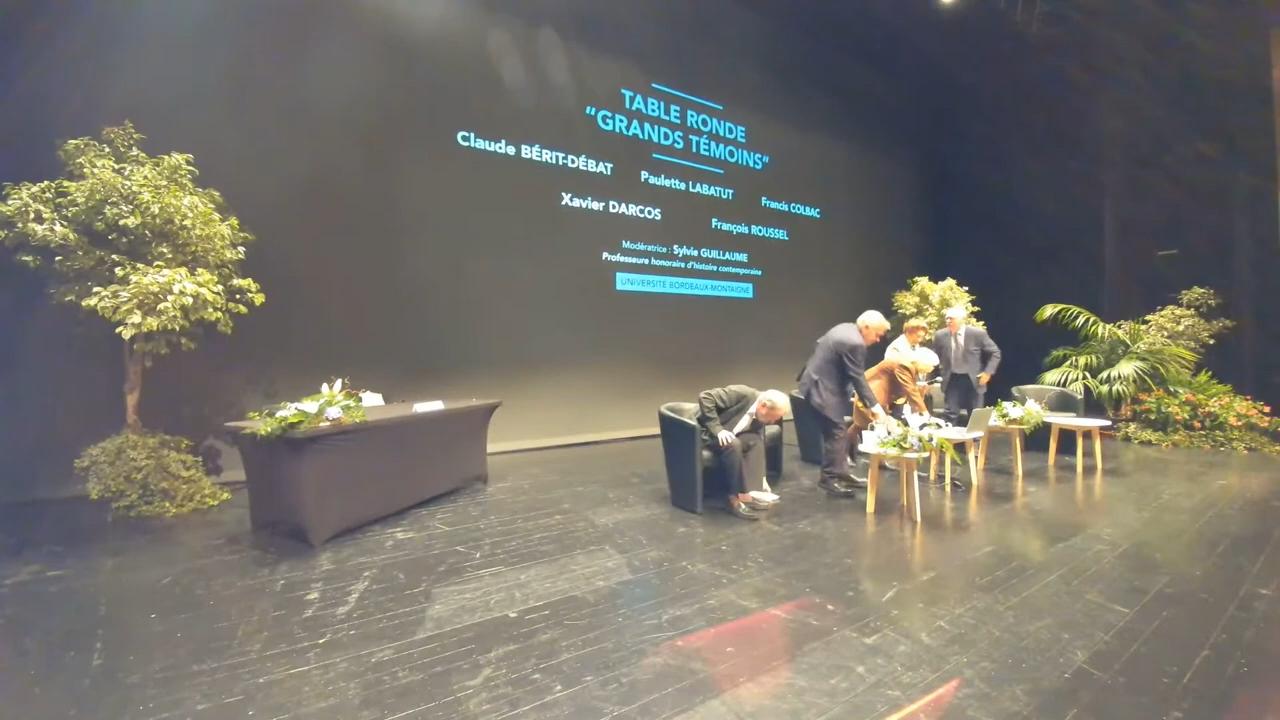 TABLE RONDE
“GRANDS TÉMOINS”
Claude BÉRIT-DÉBAT
Paulette LABATUT
Francis COLBAC
Xavier DARCOS
François ROUSSEL
Modératrice : Sylvie GUILLAUME
Professeure honoraire d'histoire contemporaine
UNIVERSITÉ BORDEAUX-MONTAIGNE